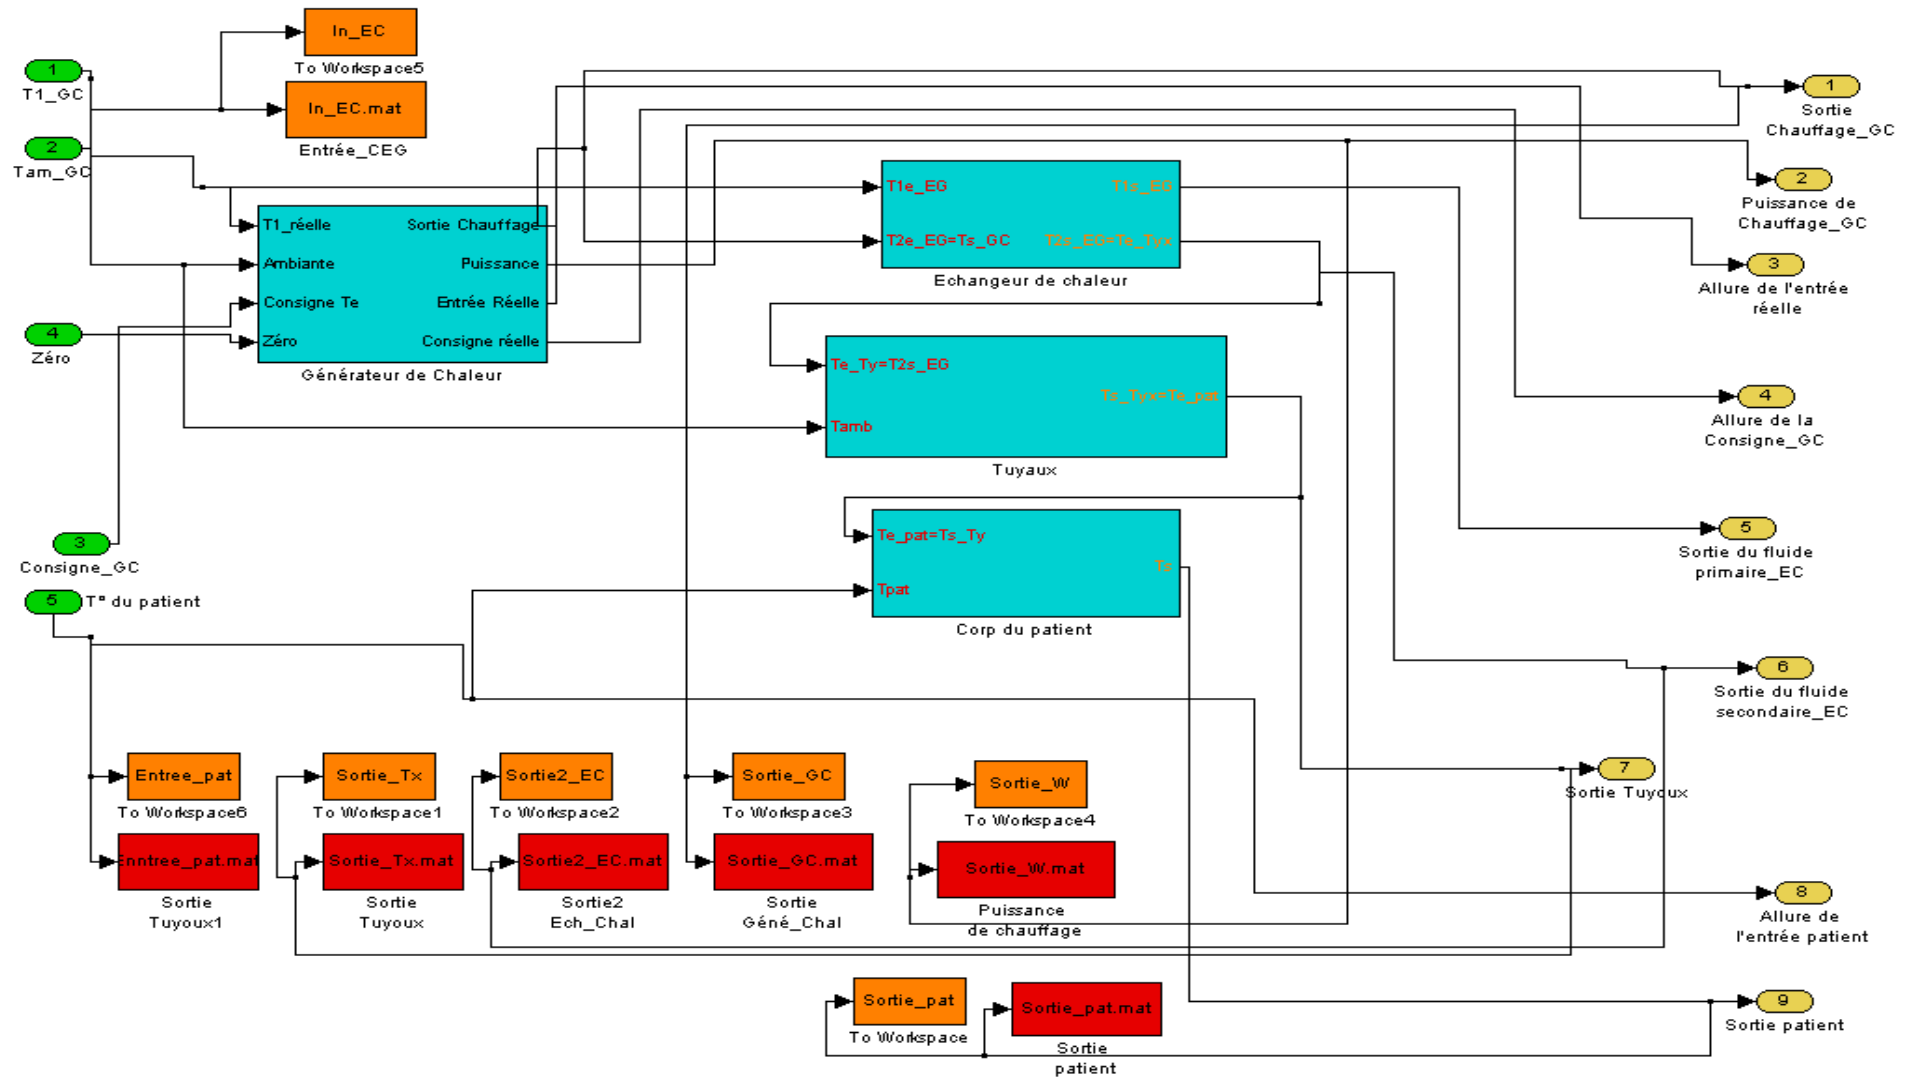 In_EC
To Workspace5
1
T1_GC
In_EC.mat
Entrée_CEG
2
Tam_GC
1
Sortie
Chauffage_GC
2
Puissance de
Chauffage_GC
3
Allure de l'entrée
réelle
T1_réelle
Ambiante
Consigne Te
Zéro
Sortie Chauffage
Puissance
Entrée Réelle
Consigne réelle
Générateur de Chaleur
T1e_EG
T2e_EG=Ts_GC
T1s_EG
T2s_EG=Te_Tyx
Echangeur de chaleur
4
Zéro
Te_Ty=T2s_EG
Tamb
Ts_Tyx=Te_pat
Tuyaux
4
Allure de la
Consigne_GC
3
Consigne_GC
5
T° du patient
Te_pat=Ts_Ty
Tpat
Ts
Corp du patient
5
Sortie du fluide
primaire_EC
6
Sortie du fluide
secondaire_EC
7
Sortie Tuyoux
Entree_pat
To Workspace6
Sortie_Tx
To Workspace1
Sortie2_EC
To Workspace2
Sortie_GC
To Workspace3
Sortie_W
To Workspace4
Enntree_pat.mat
Sortie
Tuyoux1
Sortie_Tx.mat
Sortie
Tuyoux
Sortie2_EC.mat
Sortie2
Ech_Chal
Sortie_GC.mat
Sortie
Géné_Chal
Sortie_W.mat
Puissance
de chauffage
8
Allure de
l'entrée patient
Sortie_pat
To Workspace
Sortie_pat.mat
Sortie
patient
9
Sortie patient